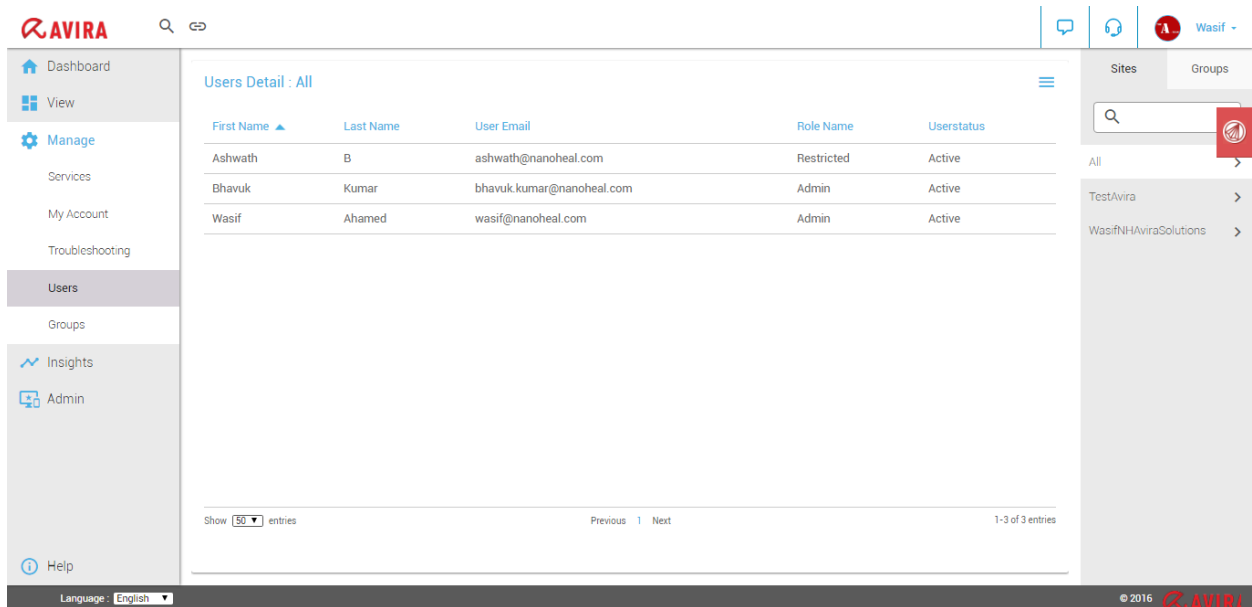 AVIRA
Wasif
Dashboard
View
Manage
Services
My Account
Troubleshooting
Users
Groups
Insights
Admin
Help
Users Detail : All
First Name Last Name User Email Role Name Userstatus
Ashwath B ashwath@nanoheal.com Restricted Active
Bhavuk Kumar bhavuk.kumar@nanoheal.com Admin Active
Wasif Ahamed wasif@nanoheal.com Admin Active
Show 50 entries Previous 1 Next 1-3 of 3 entries
Sites Groups
All
TestAvira
WasifNHAviraSolutions
Language : English
© 2016 AVIRA